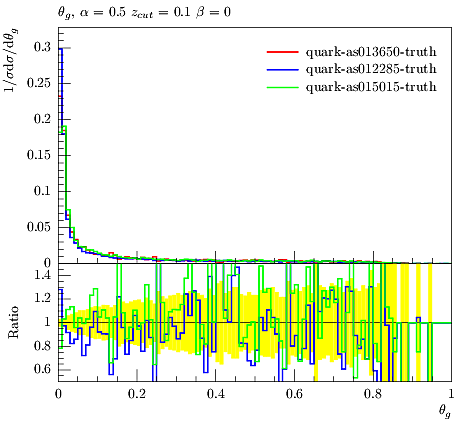 θg, α = 0.5 zcut = 0.1 β = 0
1/σdσ/dθg
0.3
0.25
0.2
0.15
0.1
0.05
0
quark-as013650-truth
quark-as012285-truth
quark-as015015-truth
Ratio
1.4
1.2
1
0.8
0.6
0 0.2 0.4 0.6 0.8 1
θg